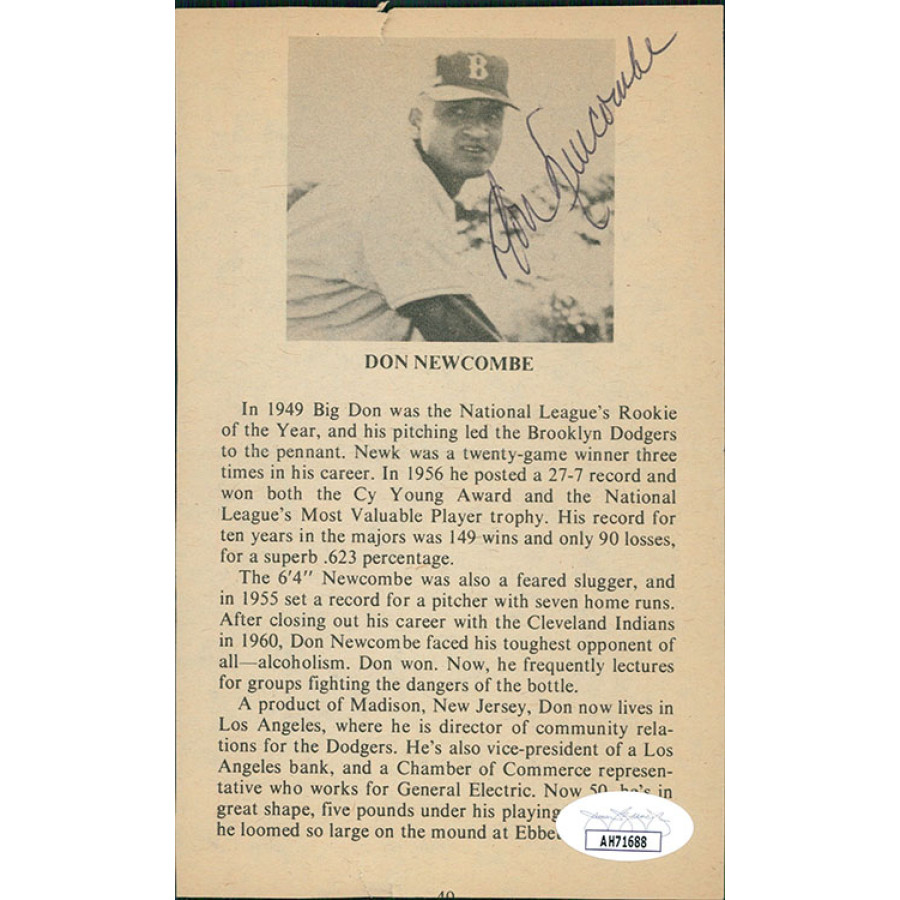 B
Don Newcombe
DON NEWCOMBE
In 1949 Big Don was the National League's Rookie
of the Year, and his pitching led the Brooklyn Dodgers
to the pennant. Newk was a twenty-game winner three
times in his career. In 1956 he posted a 27-7 record and
won both the Cy Young Award and the National
League's Most Valuable Player trophy. His record for
ten years in the majors was 149 wins and only 90 losses,
for a superb .623 percentage.
The 6'4" Newcombe was also a feared slugger, and
in 1955 set a record for a pitcher with seven home runs.
After closing out his career with the Cleveland Indians
in 1960, Don Newcombe faced his toughest opponent of
all—alcoholism. Don won. Now, he frequently lectures
for groups fighting the dangers of the bottle.
A product of Madison, New Jersey, Don now lives in
Los Angeles, where he is director of community rela-
tions for the Dodgers. He's also vice-president of a Los
Angeles bank, and a Chamber of Commerce represen-
tative who works for General Electric. Now 50, he's in
great shape, five pounds under his playing
he loomed so large on the mound at
AH71688